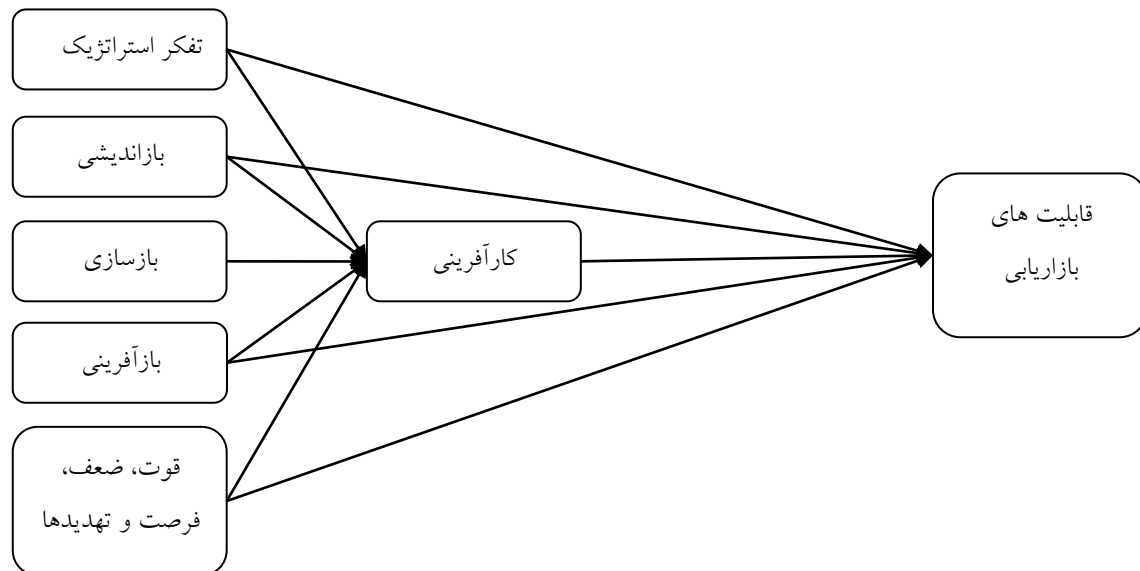 تفکر استراتژیک
بازاندیشی
بازسازی
بازآفرینی
قوت، ضعف،
فرصت و تهدیدها
کارآفرینی
قابلیت های
بازاریابی